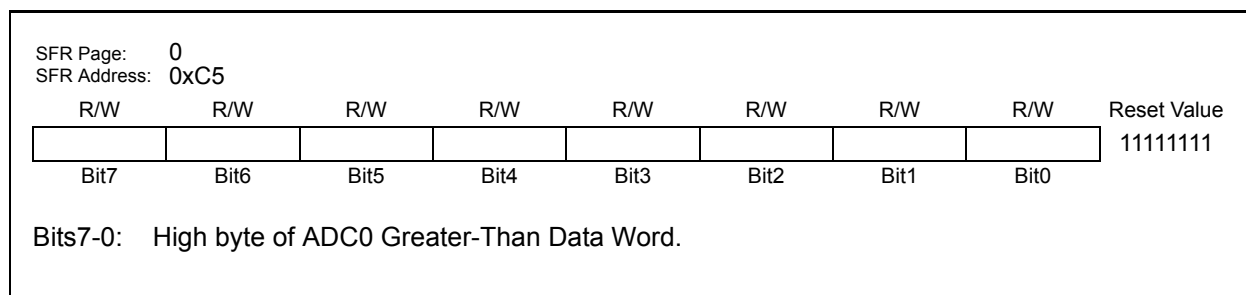 SFR Page: 0
SFR Address: 0xC5
R/W R/W R/W R/W R/W R/W R/W R/W Reset Value
11111111
Bit7 Bit6 Bit5 Bit4 Bit3 Bit2 Bit1 Bit0
Bits7-0: High byte of ADC0 Greater-Than Data Word.